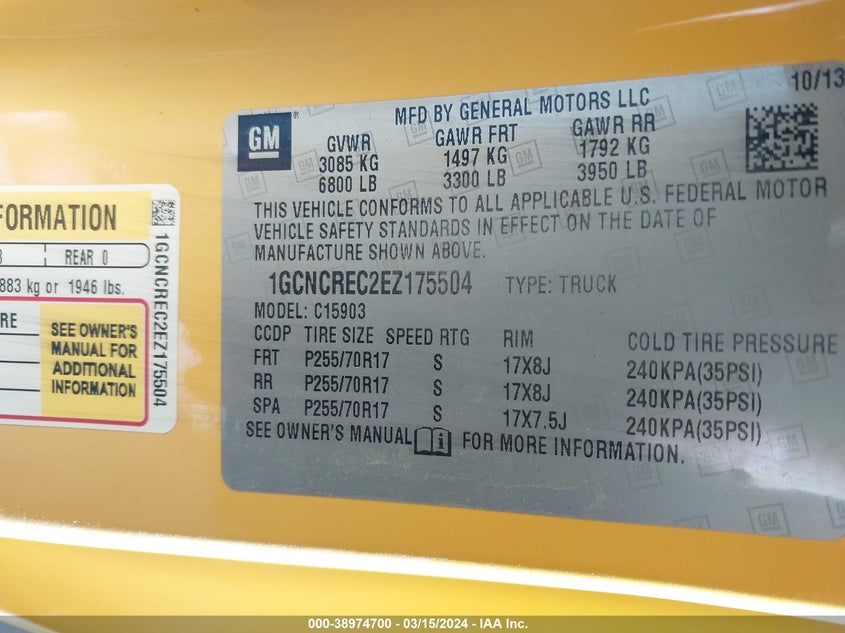 FORMATION
REAR 0
883 kg or 1946 lbs.
RE
SEE OWNER'S
MANUAL FOR
ADDITIONAL
INFORMATION
1GCNCREC2EZ175504
10/13
GM
MFD BY GENERAL MOTORS LLC
GVWR GAWR FRT GAWR RR
3085 KG 1497 KG 1792 KG
6800 LB 3300 LB 3950 LB
THIS VEHICLE CONFORMS TO ALL APPLICABLE U.S. FEDERAL MOTOR
VEHICLE SAFETY STANDARDS IN EFFECT ON THE DATE OF
MANUFACTURE SHOWN ABOVE.
1GCNCREC2EZ175504 TYPE: TRUCK
MODEL: C15903
CCDP TIRE SIZE SPEED RTG RIM COLD TIRE PRESSURE
FRT P255/70R17 S 17X8J 240KPA(35PSI)
RR P255/70R17 S 17X8J 240KPA(35PSI)
SPA P255/70R17 S 17X7.5J 240KPA(35PSI)
SEE OWNER'S MANUAL FOR MORE INFORMATION.
000-38974700 - 03/15/2024 - IAA Inc.